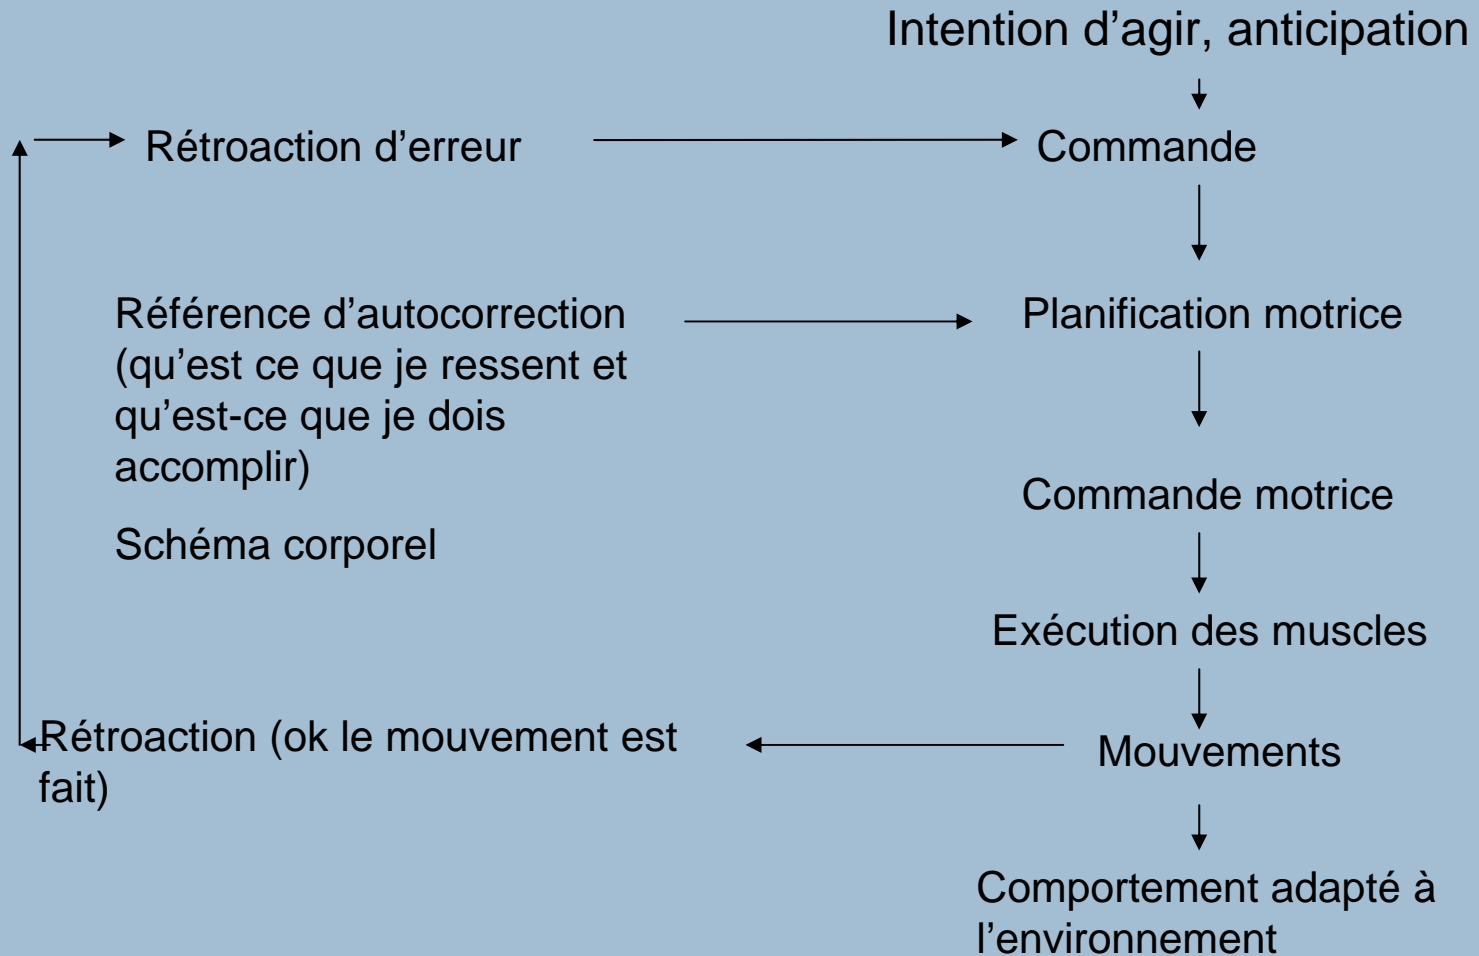 Intention d’agir, anticipation
Rétroaction d’erreur
Commande
Référence d’autocorrection
(qu’est ce que je ressent et
qu’est-ce que je dois
accomplir)
Schéma corporel
Planification motrice
Commande motrice
Exécution des muscles
Rétroaction (ok le mouvement est
fait)
Mouvements
Comportement adapté à
l’environnement